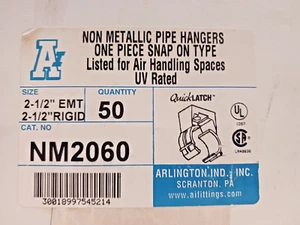 A
NON METALLIC PIPE HANGERS
ONE PIECE SNAP ON TYPE
Listed for Air Handling Spaces
UV Rated
SIZE
QUANTITY
2-1/2" EMT
2-1/2"RIGID
50
CAT. NO
NM2060
QuickLATCH™
UL
ARLINGTON IND., INC.
SCRANTON, PA
www.aifittings.com
30018997545214